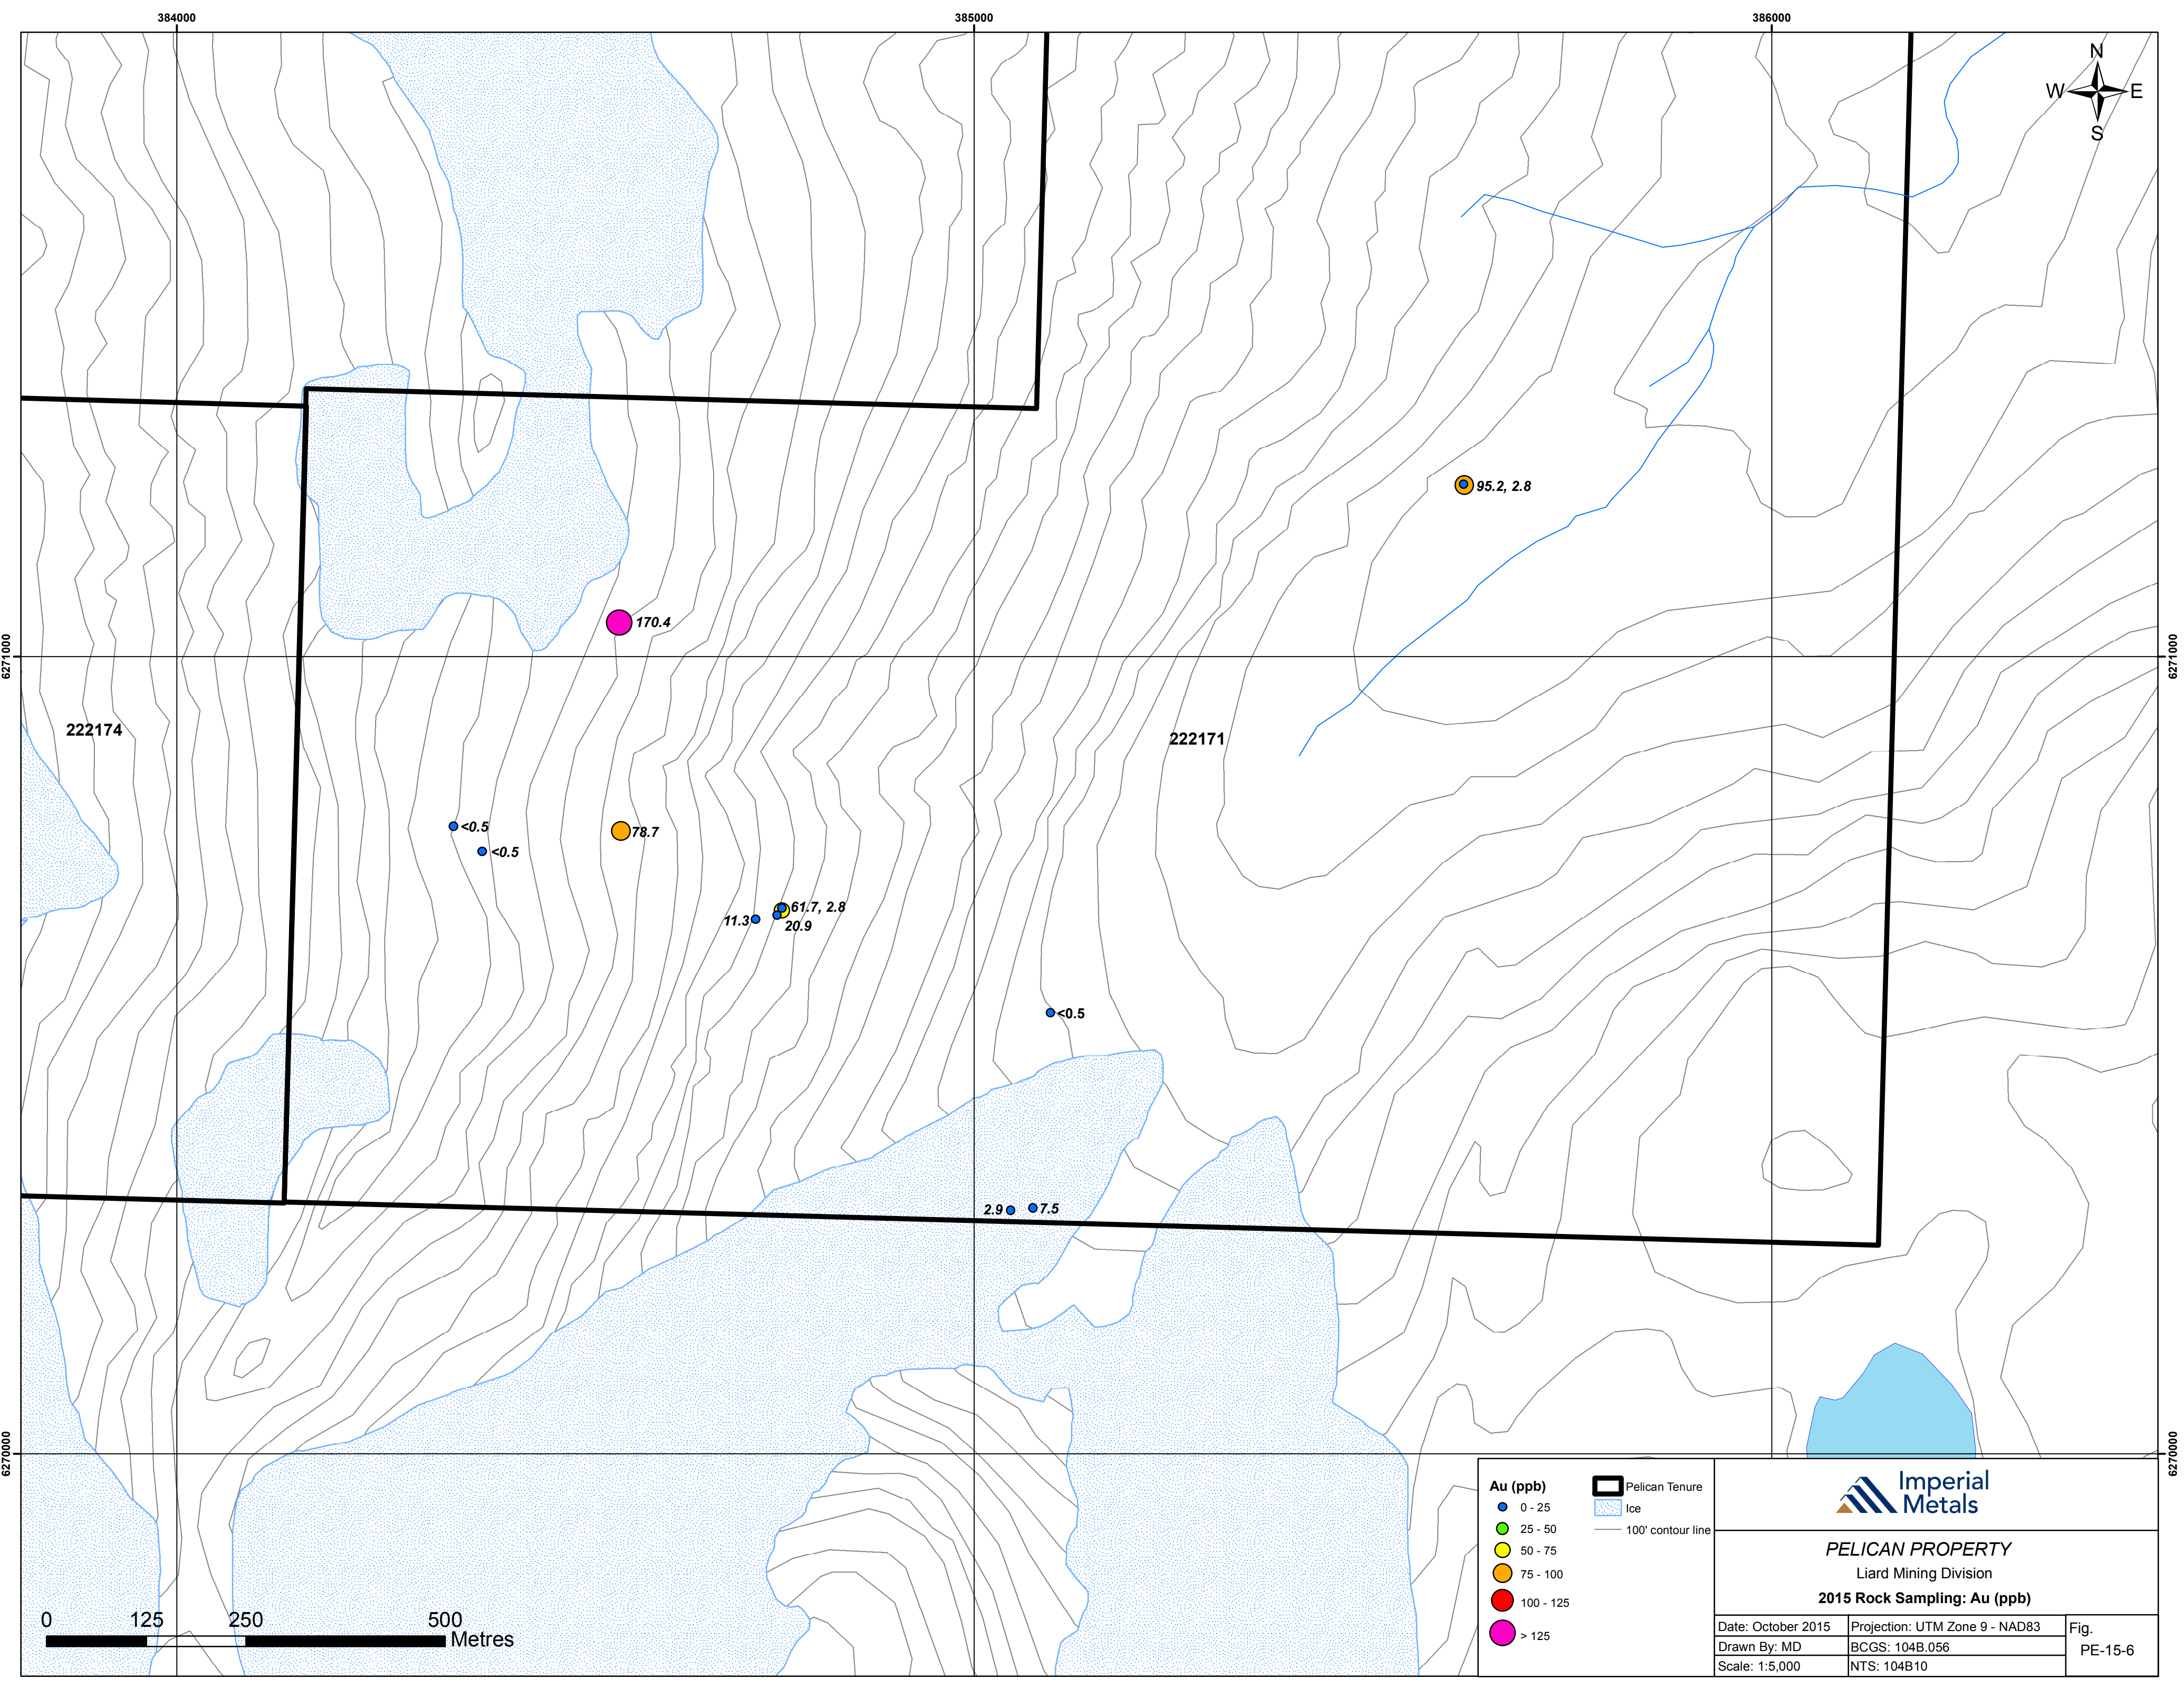 384000
385000
386000
N
W E
S
95.2, 2.8
170.4
6271000
6271000
222174
222171
<0.5
78.7
<0.5
61.7, 2.8
11.3
20.9
<0.5
2.9
7.5
6270000
6270000
Au (ppb)
0 - 25
25 - 50
50 - 75
75 - 100
100 - 125
> 125
Pelican Tenure
Ice
100' contour line
Imperial
Metals
PELICAN PROPERTY
Liard Mining Division
2015 Rock Sampling: Au (ppb)
Date: October 2015
Projection: UTM Zone 9 - NAD83
Drawn By: MD
BCGS: 104B.056
Scale: 1:5,000
NTS: 104B10
Fig.
PE-15-6
0 125 250 500
Metres